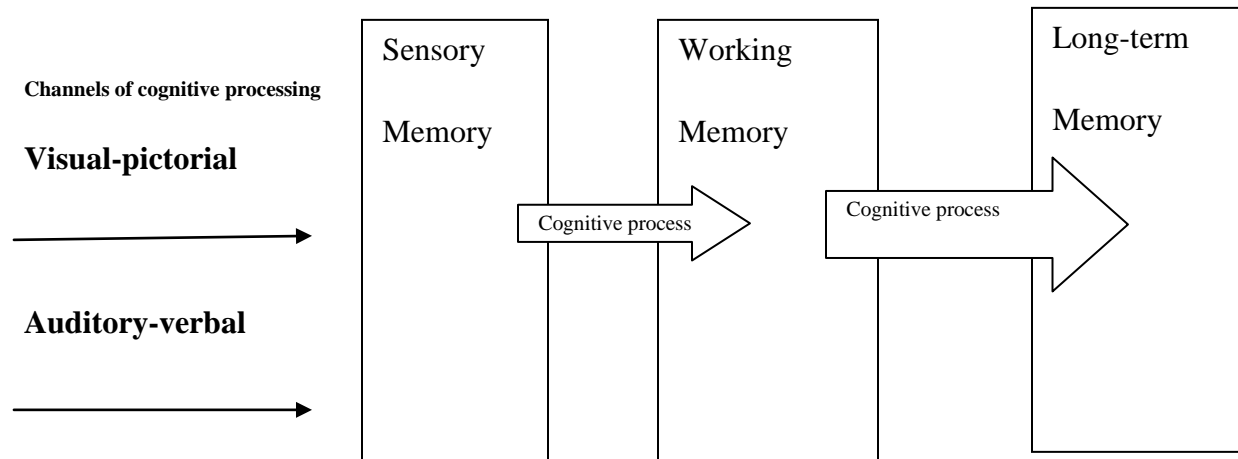 Channels of cognitive processing
Visual-pictorial
Auditory-verbal
Sensory
Memory
Cognitive process
Working
Memory
Cognitive process
Long-term
Memory